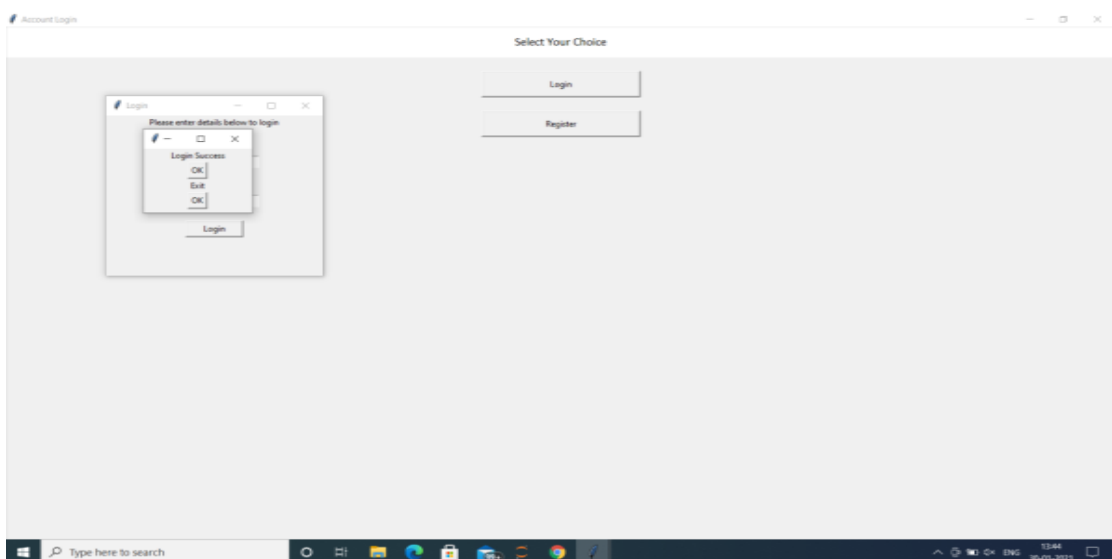 Account Login
Select Your Choice
Login
Register
Login
Please enter details below to login
Login Success
OK
Exit
OK
Login
Type here to search
ENG
13:44